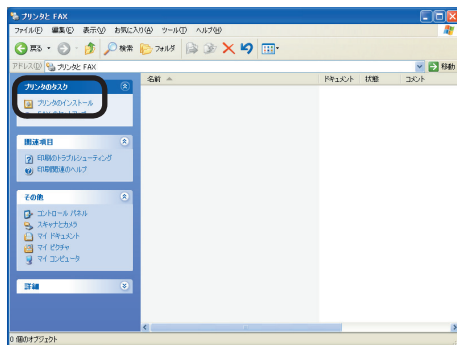 プリンタと FAX
ファイル(F) 編集(E) 表示(V) お気に入り(A) ツール(T) ヘルプ(H)
戻る 検索 フォルダ
アドレス(D) プリンタと FAX 移動
名前 ドキュメント 状態 コメント
プリンタのタスク
プリンタのインストール
関連項目
印刷のトラブルシューティング
印刷関連のヘルプ
その他
コントロール パネル
スキャナとカメラ
マイ ドキュメント
マイ ピクチャ
マイ コンピュータ
詳細
0 個のオブジェクト